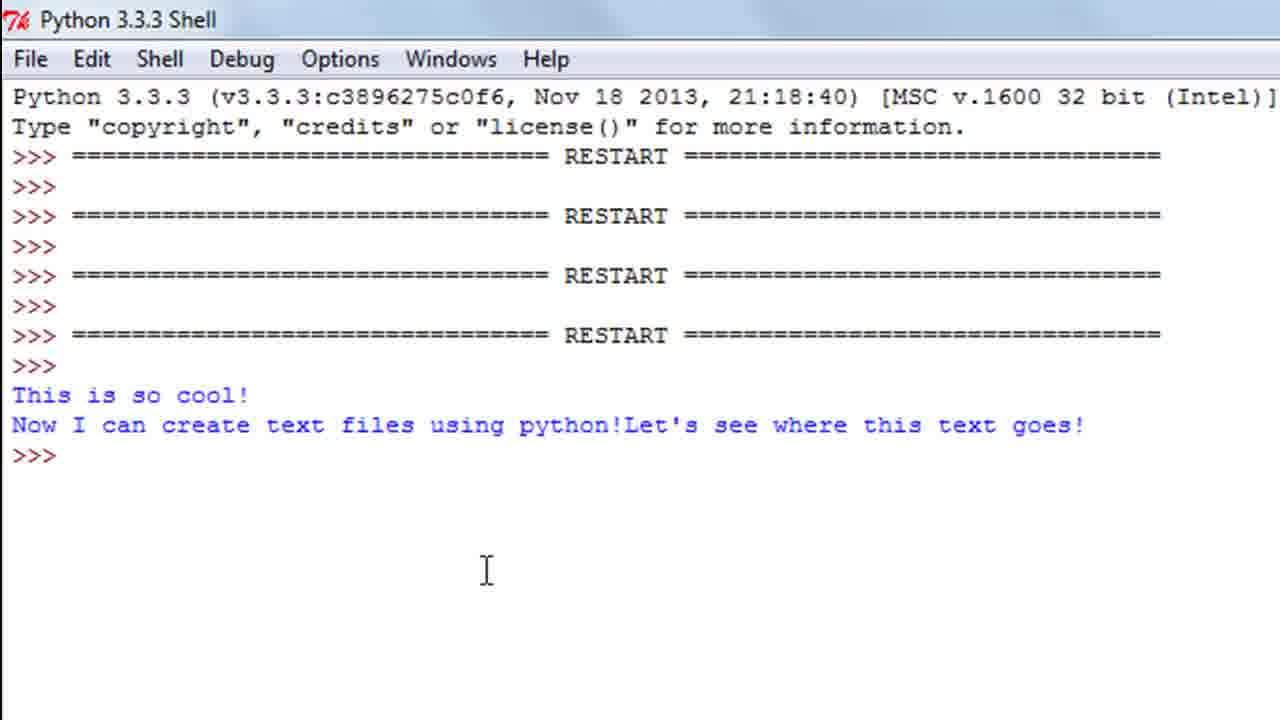 Python 3.3.3 Shell
File Edit Shell Debug Options Windows Help
Python 3.3.3 (v3.3.3:c3896275c0f6, Nov 18 2013, 21:18:40) [MSC v.1600 32 bit (Intel)]
Type "copyright", "credits" or "license()" for more information.
>>> ================================ RESTART ================================
>>>
>>> ================================ RESTART ================================
>>>
>>> ================================ RESTART ================================
>>>
>>> ================================ RESTART ================================
>>>
This is so cool!
Now I can create text files using python!Let's see where this text goes!
>>>